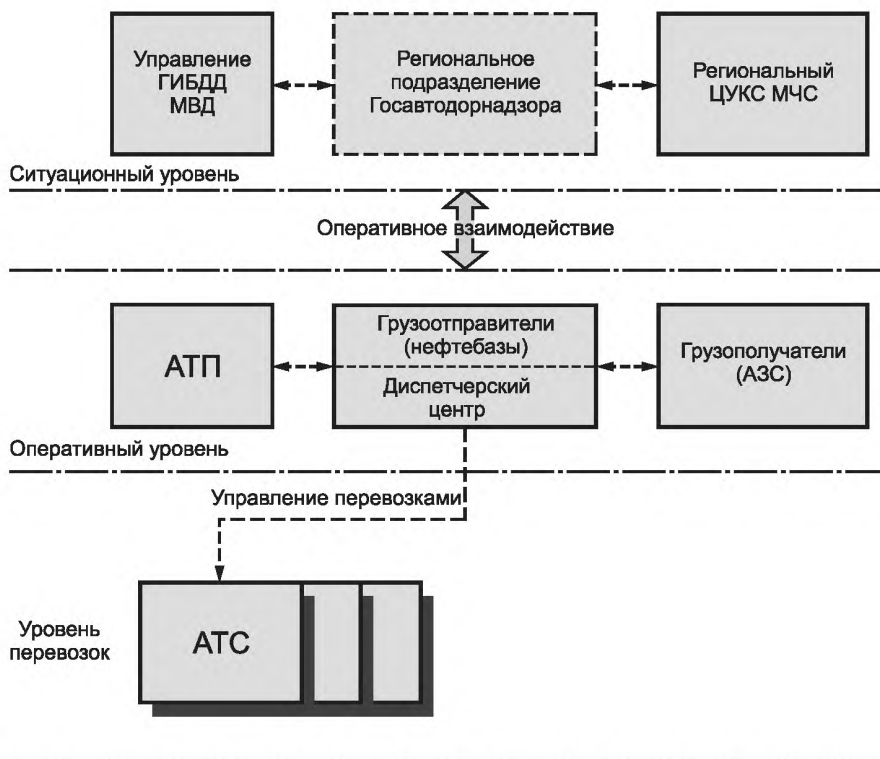 Управление
ГИБДД
МВД
Региональное
подразделение
Госавтодорнадзора
Региональный
ЦУКС МЧС
Ситуационный уровень
Оперативное взаимодействие
АТП
Грузоотправители
(нефтебазы)
Диспетчерский
центр
Грузополучатели
(АЗС)
Оперативный уровень
Управление перевозками
Уровень
перевозок
АТС